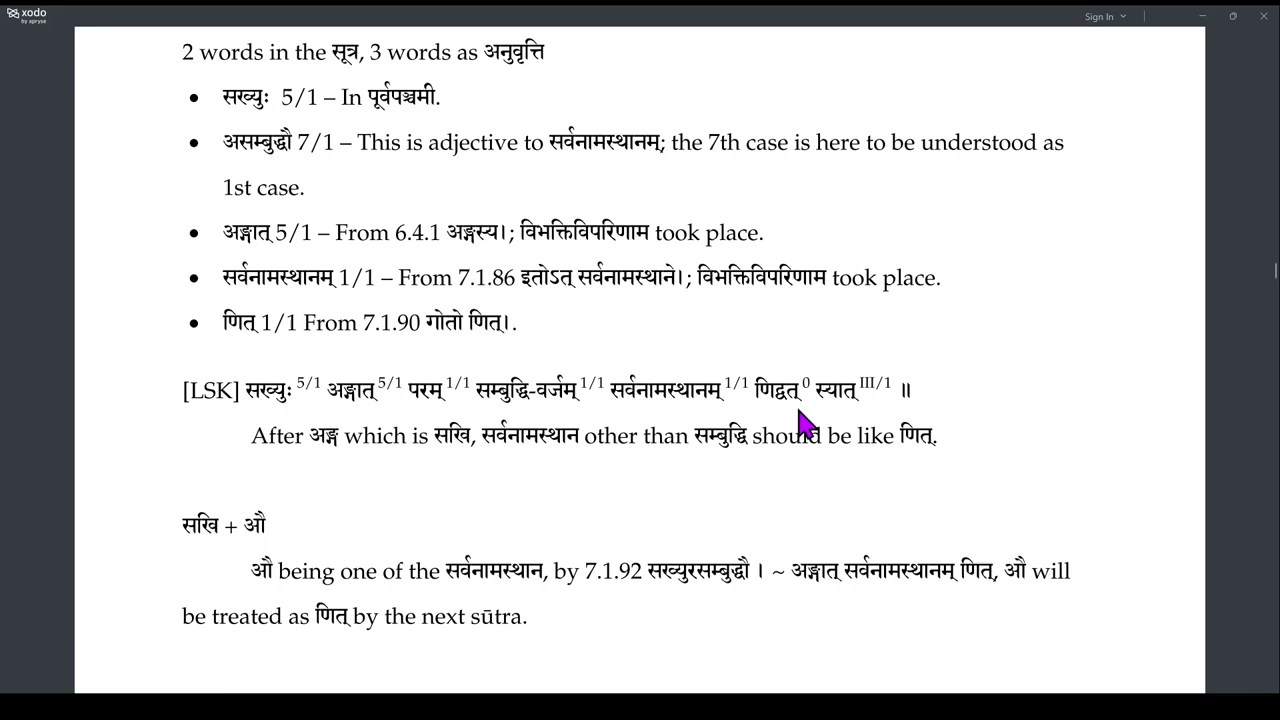 xodo
by apryse
Sign In
2 words in the सूत्र, 3 words as अनुवृत्ति
• सख्युः 5/1 – In पूर्वपञ्चमी.
• असम्बुद्धौ 7/1 – This is adjective to सर्वनामस्थानम्; the 7th case is here to be understood as
1st case.
• अङ्गात् 5/1 – From 6.4.1 अङ्गस्य।; विभक्तिविपरिणाम took place.
• सर्वनामस्थानम् 1/1 – From 7.1.86 इतोऽत् सर्वनामस्थाने।; विभक्तिविपरिणाम took place.
• णित् 1/1 From 7.1.90 गोतो णित्।.
[LSK] सख्युः 5/1 अङ्गात् 5/1 परम् 1/1 सम्बुद्धि-वर्जम् 1/1 सर्वनामस्थानम् 1/1 णिद्वत् 0 स्यात् III/1 ॥
After अङ्ग which is सखि, सर्वनामस्थान other than सम्बुद्धि should be like णित्.
सखि + औ
औ being one of the सर्वनामस्थान, by 7.1.92 सख्युरसम्बुद्धौ । ~ अङ्गात् सर्वनामस्थानम् णित्, औ will
be treated as णित् by the next sūtra.